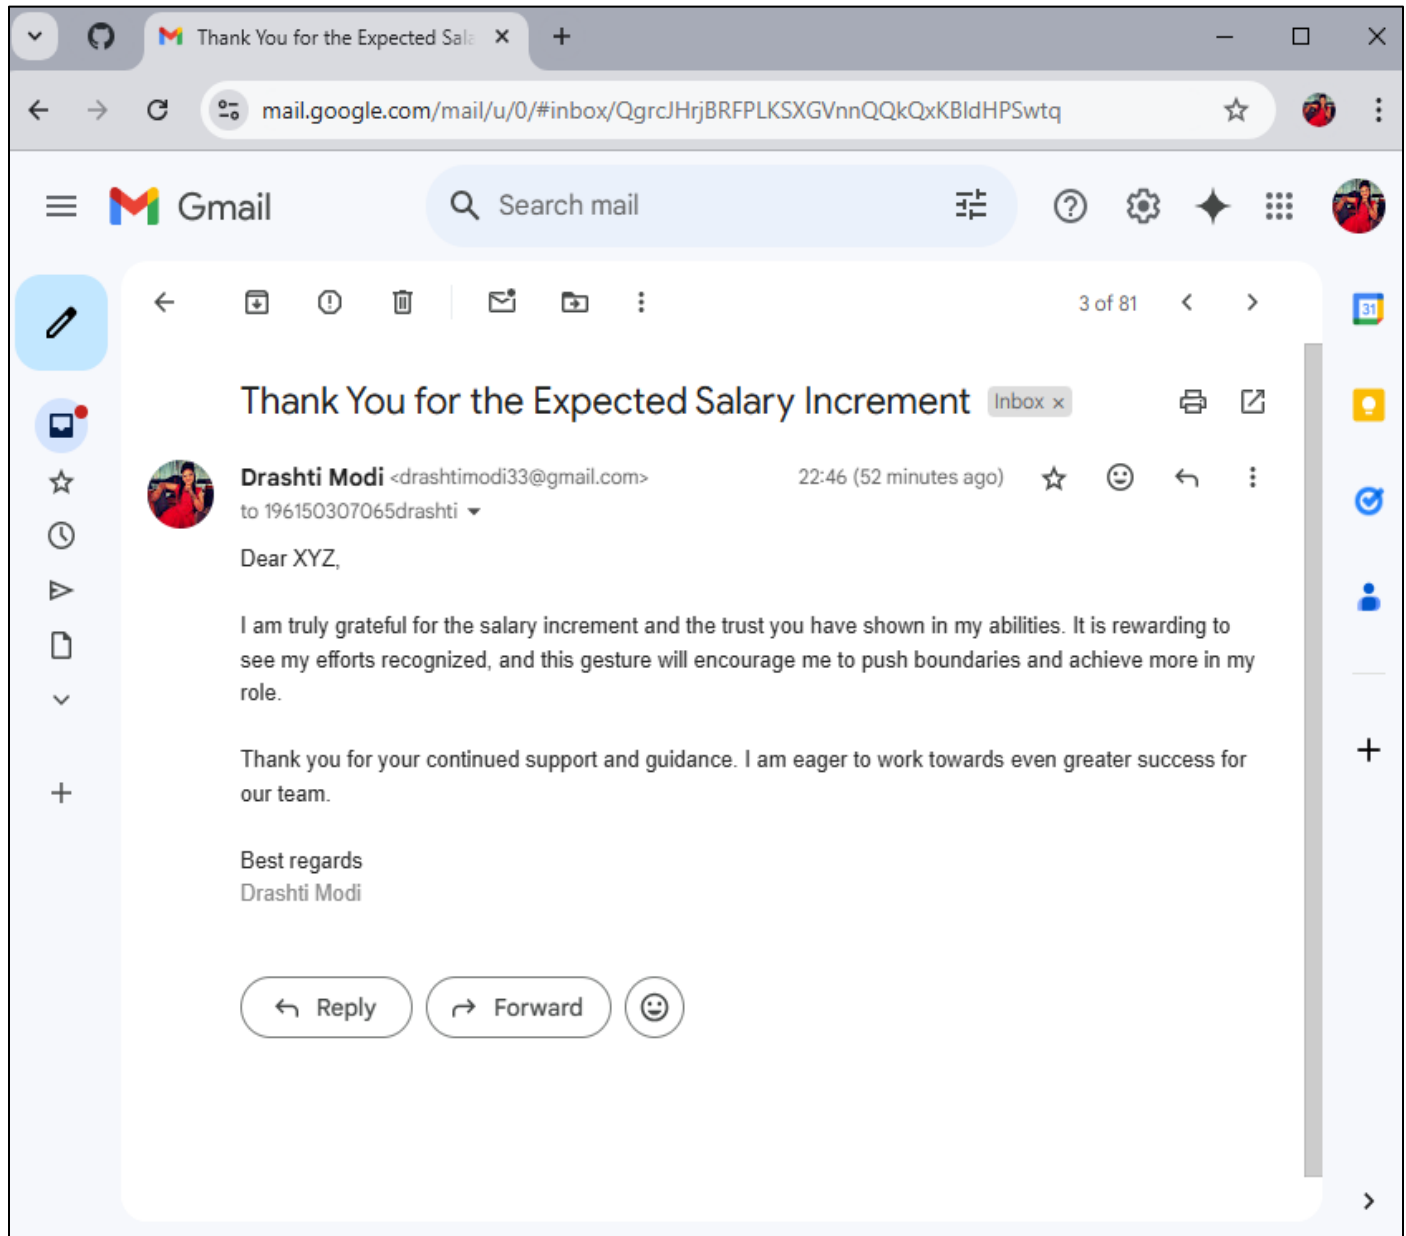 Thank You for the Expected Sala
mail.google.com/mail/u/0/#inbox/QgrcJHrjBRFPLKSXGVnnQQkQxKBldHPSwtq
Gmail
Search mail
3 of 81
31
Thank You for the Expected Salary Increment Inbox x
Drashti Modi <drashtimodi33@gmail.com> 22:46 (52 minutes ago)
to 196150307065drashti
Dear XYZ,
I am truly grateful for the salary increment and the trust you have shown in my abilities. It is rewarding to
see my efforts recognized, and this gesture will encourage me to push boundaries and achieve more in my
role.
Thank you for your continued support and guidance. I am eager to work towards even greater success for
our team.
Best regards
Drashti Modi
Reply Forward